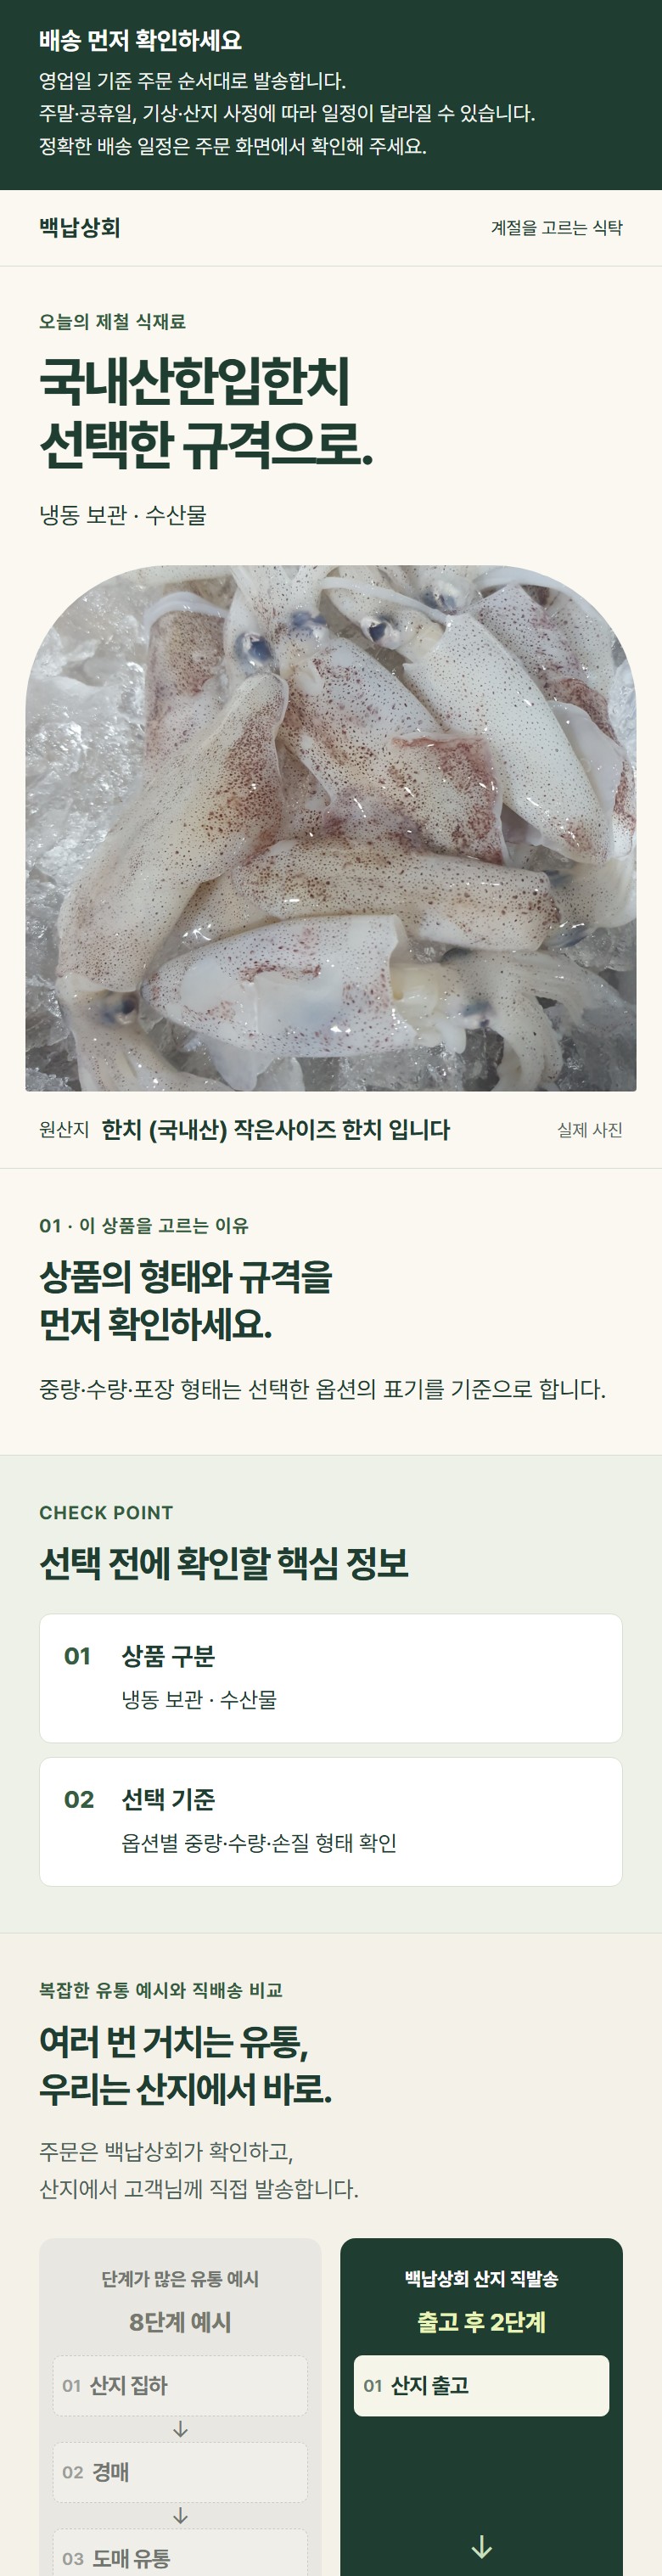 배송 먼저 확인하세요
영업일 기준 주문 순서대로 발송합니다.
주말·공휴일, 기상·산지 사정에 따라 일정이 달라질 수 있습니다.
정확한 배송 일정은 주문 화면에서 확인해 주세요.
백납상회
계절을 고르는 식탁
오늘의 제철 식재료
국내산한입한치
선택한 규격으로.
냉동 보관 · 수산물
원산지 한치 (국내산) 작은사이즈 한치 입니다
실제 사진
01 · 이 상품을 고르는 이유
상품의 형태와 규격을
먼저 확인하세요.
중량·수량·포장 형태는 선택한 옵션의 표기를 기준으로 합니다.
CHECK POINT
선택 전에 확인할 핵심 정보
01 상품 구분
냉동 보관 · 수산물
02 선택 기준
옵션별 중량·수량·손질 형태 확인
복잡한 유통 예시와 직배송 비교
여러 번 거치는 유통,
우리는 산지에서 바로.
주문은 백납상회가 확인하고,
산지에서 고객님께 직접 발송합니다.
단계가 많은 유통 예시
8단계 예시
01 산지 집하
↓
02 경매
↓
03 도매 유통
백납상회 산지 직발송
출고 후 2단계
01 산지 출고
↓